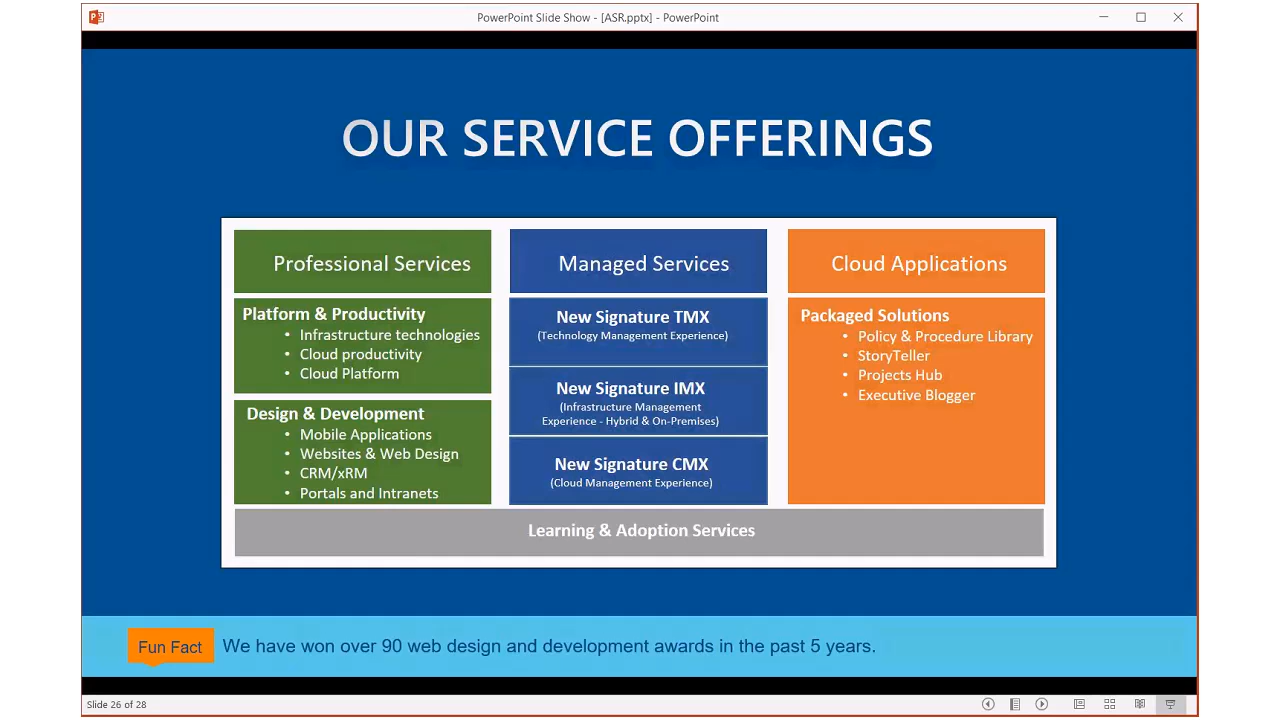 PowerPoint Slide Show - [ASR.pptx] - PowerPoint
OUR SERVICE OFFERINGS
Professional Services
Platform & Productivity
• Infrastructure technologies
• Cloud productivity
• Cloud Platform
Design & Development
• Mobile Applications
• Websites & Web Design
• CRM/xRM
• Portals and Intranets
Managed Services
New Signature TMX
(Technology Management Experience)
New Signature IMX
(Infrastructure Management
Experience - Hybrid & On-Premises)
New Signature CMX
(Cloud Management Experience)
Cloud Applications
Packaged Solutions
• Policy & Procedure Library
• StoryTeller
• Projects Hub
• Executive Blogger
Learning & Adoption Services
Fun Fact
We have won over 90 web design and development awards in the past 5 years.
Slide 26 of 28